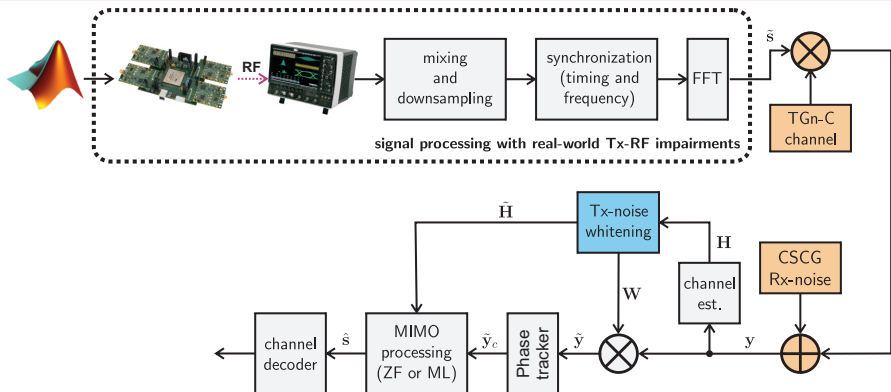 RF
mixing
and
downsampling
synchronization
(timing and
frequency)
FFT
s̃
TGn-C
channel
signal processing with real-world Tx-RF impairments
H̃
Tx-noise
whitening
H
CSCG
Rx-noise
channel
est.
W
channel
decoder
ŝ
MIMO
processing
(ZF or ML)
ỹ_c
Phase
tracker
ỹ
y